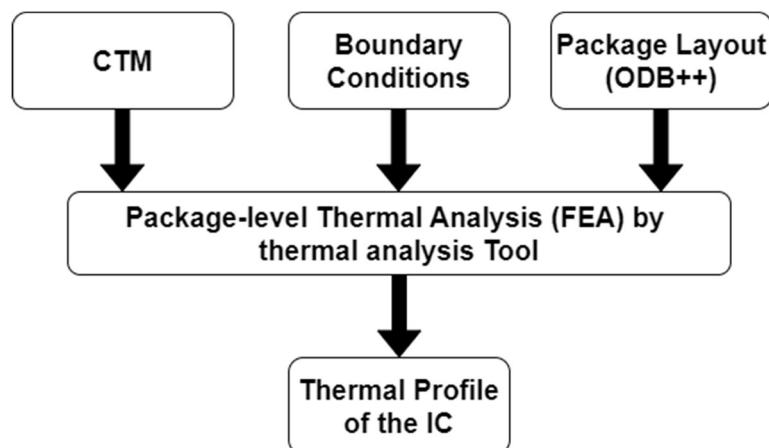 CTM
Boundary
Conditions
Package Layout
(ODB++)
Package-level Thermal Analysis (FEA) by
thermal analysis Tool
Thermal Profile
of the IC